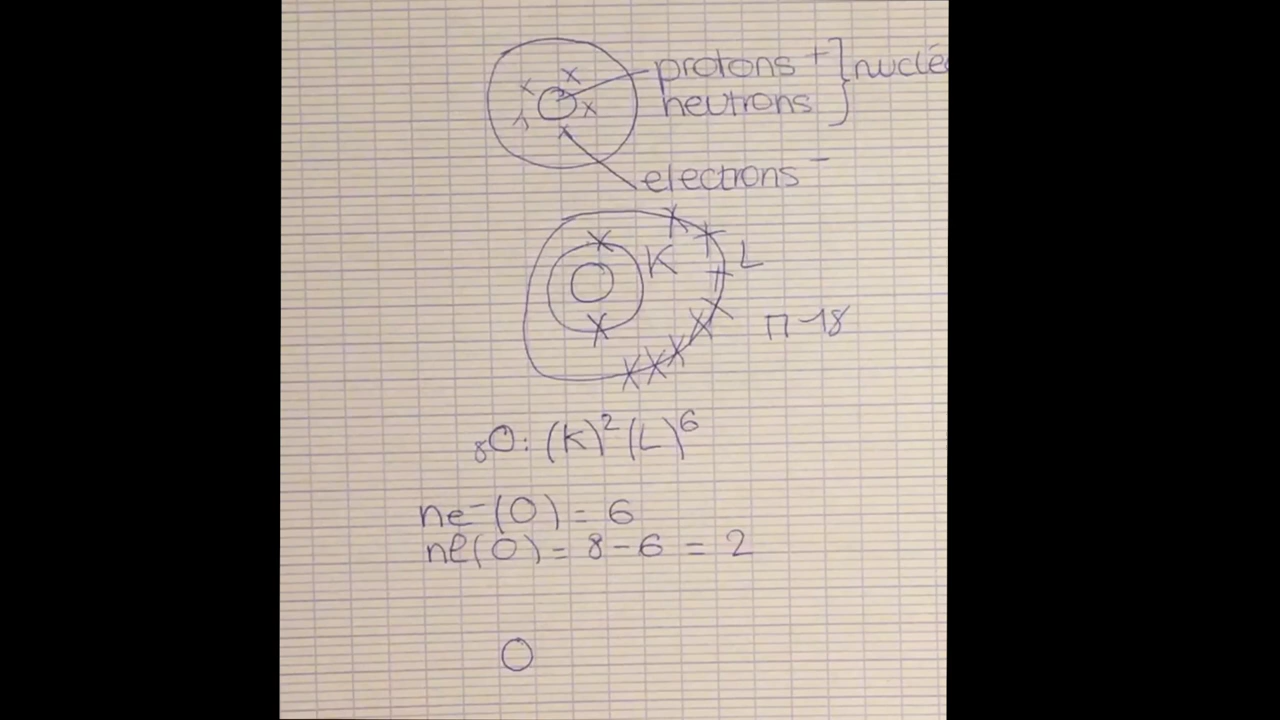 protons + } nuclé
neutrons
electrons -
K
L
M-18
₈O: (K)² (L)⁶
ne⁻(O) = 6
nl(O) = 8-6 = 2
O